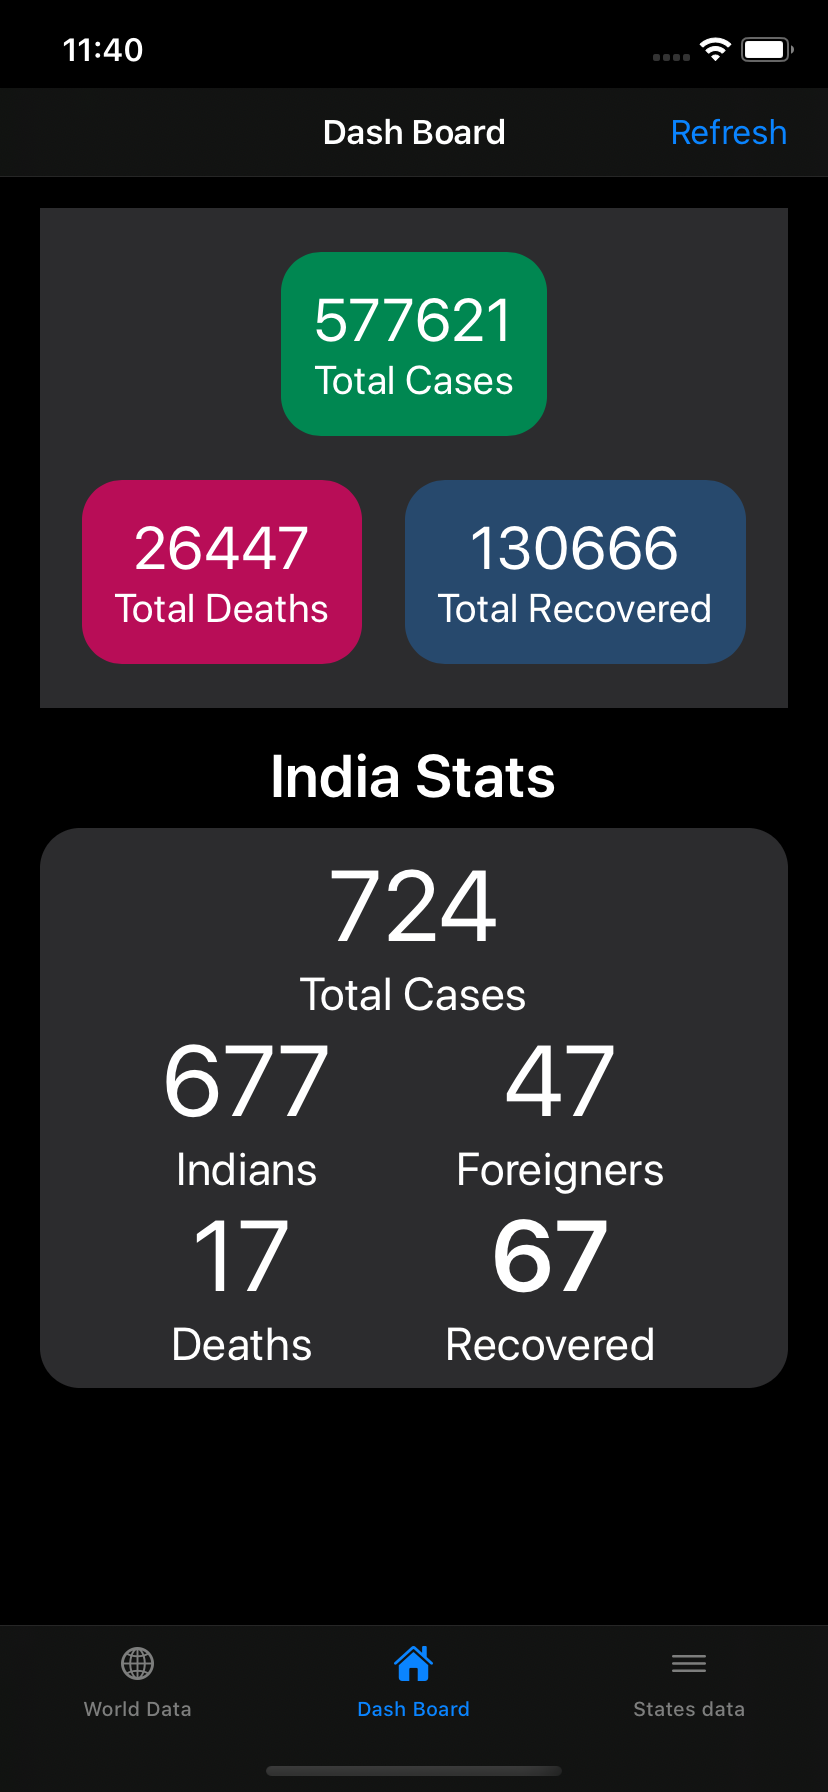 11:40
Dash Board
Refresh
577621
Total Cases
26447
Total Deaths
130666
Total Recovered
India Stats
724
Total Cases
677
Indians
47
Foreigners
17
Deaths
67
Recovered
World Data
Dash Board
States data